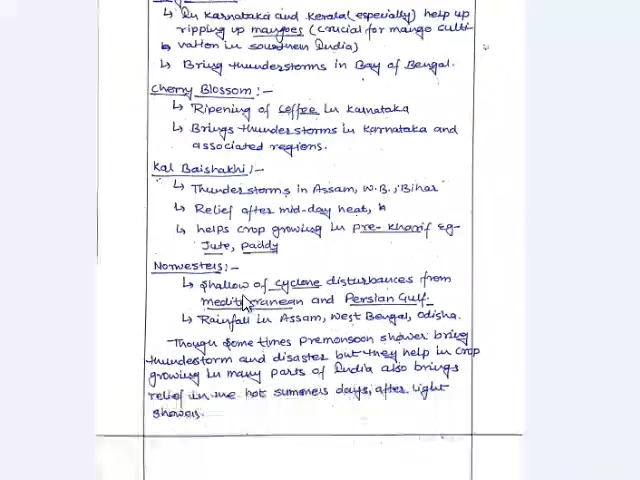 ↳ In Karnataka and Kerala (especially) help up
ripping up mangoes (crucial for mango culti
vation in southern India)
↳ Bring thunderstorms in Bay of Bengal.
Cherry Blossom :-
↳ Ripening of coffee in Karnataka
↳ Brings thunderstorms in Karnataka and
associated regions.
Kal Baishakhi :-
↳ Thunderstorms in Assam, W.B., Bihar
↳ Relief after mid-day heat,
↳ helps crop growing in pre-kharif eg-
Jute, paddy
Norwesters :-
↳ Shallow of cyclone disturbances from
mediterranean and Persian Gulf.
↳ Rainfall in Assam, West Bengal, Odisha.
Though some times premonsoon shower bring
thunderstorm and disaster but they help in crop
growing in many parts of India also brings
relief in the hot summers days, after light
showers.